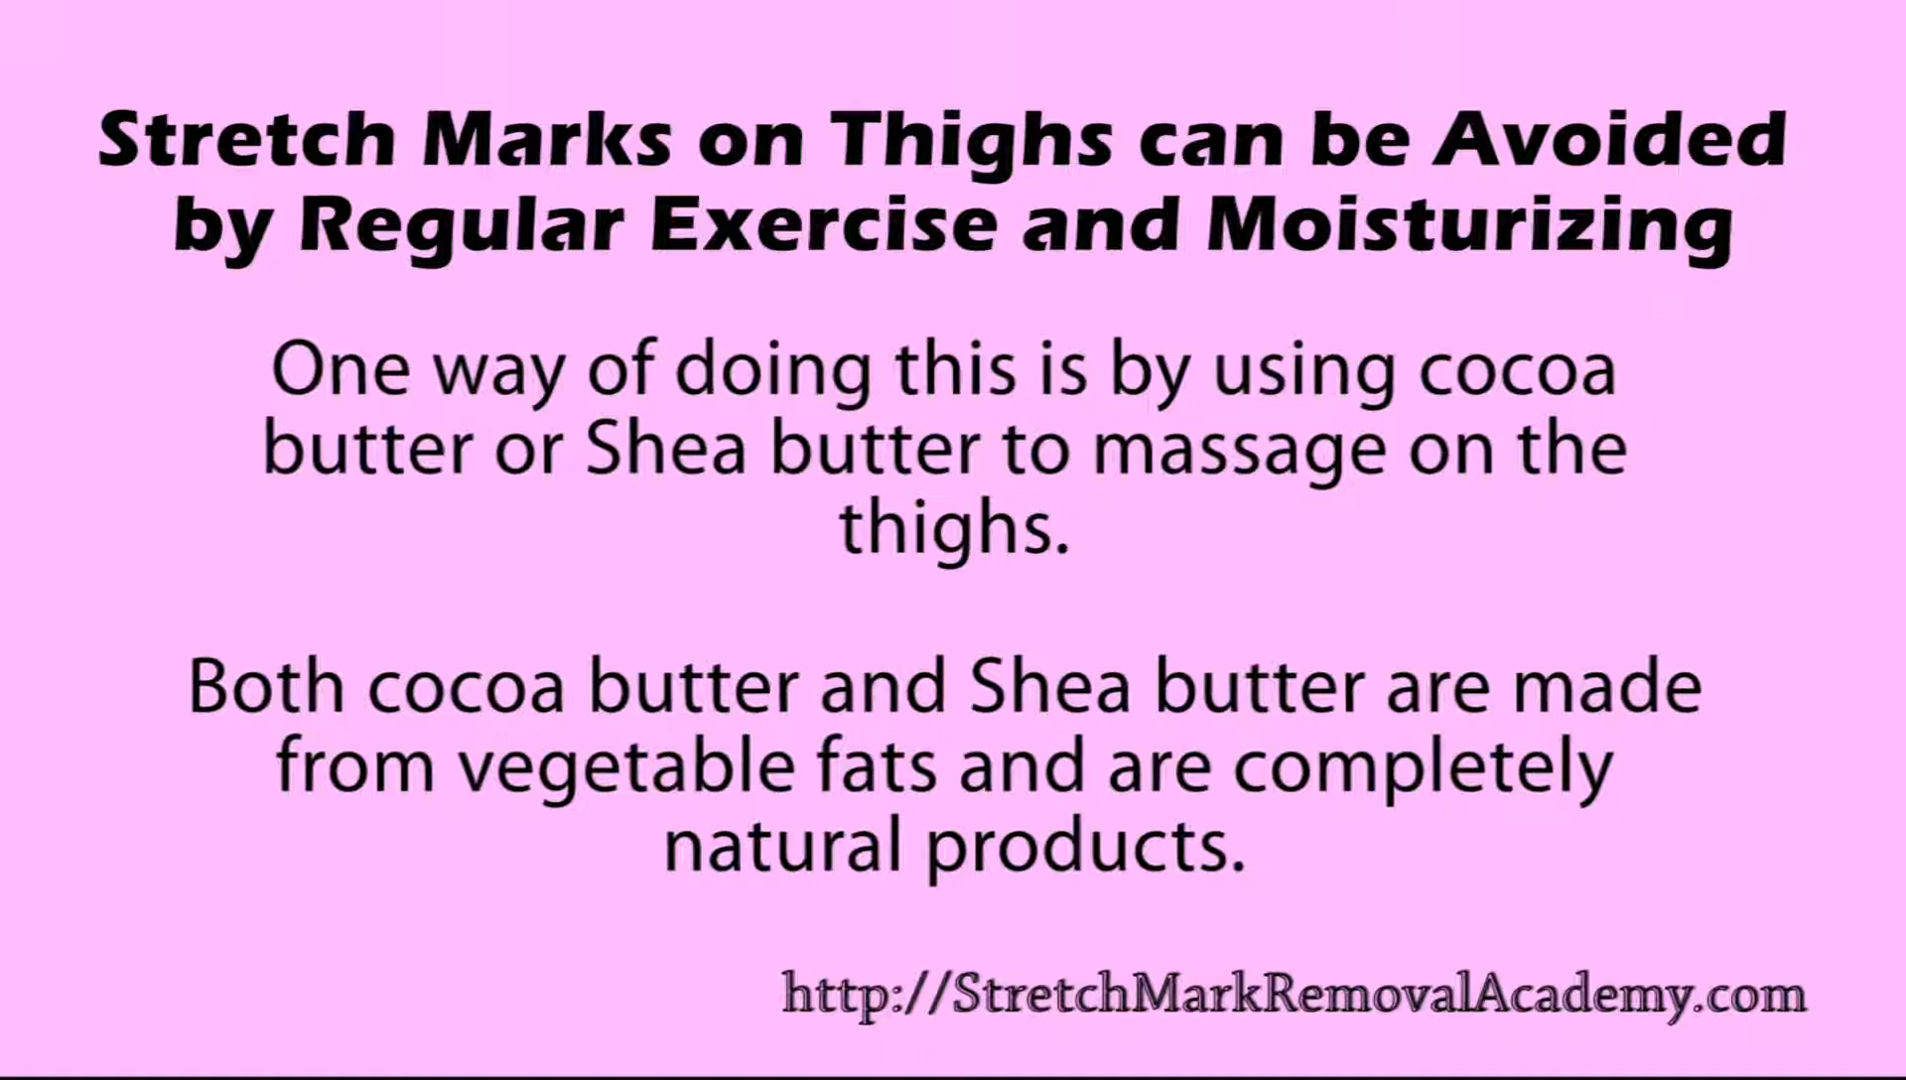 Stretch Marks on Thighs can be Avoided
by Regular Exercise and Moisturizing
One way of doing this is by using cocoa
butter or Shea butter to massage on the
thighs.
Both cocoa butter and Shea butter are made
from vegetable fats and are completely
natural products.
http://StretchMarkRemovalAcademy.com